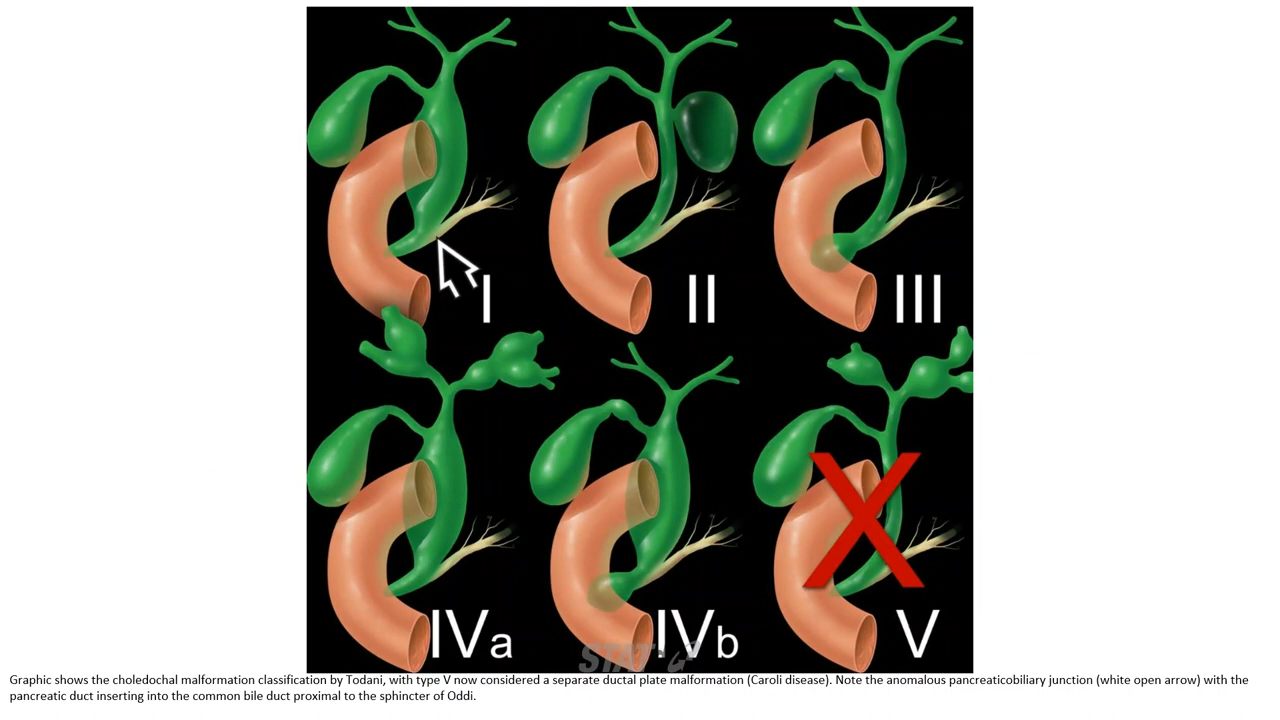 I
II
III
IVa
IVb
V
Graphic shows the choledochal malformation classification by Todani, with type V now considered a separate ductal plate malformation (Caroli disease). Note the anomalous pancreaticobiliary junction (white open arrow) with the
pancreatic duct inserting into the common bile duct proximal to the sphincter of Oddi.